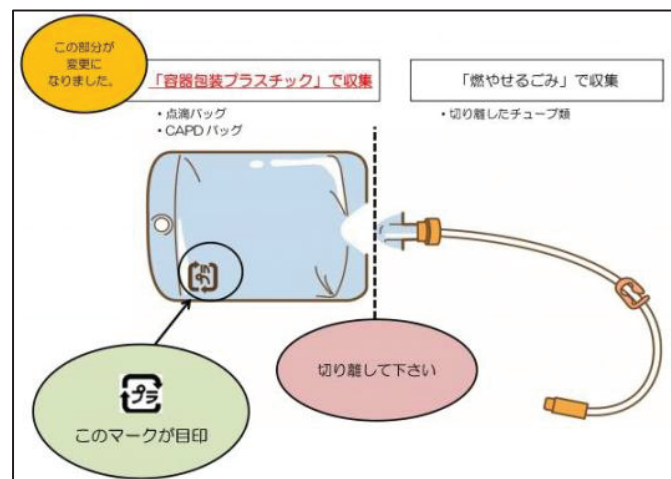 この部分が
変更に
なりました。
「容器包装プラスチック」で収集
・点滴バッグ
・CAPDバッグ
「燃やせるごみ」で収集
・切り離したチューブ類
プラ
切り離して下さい
プラ
このマークが目印